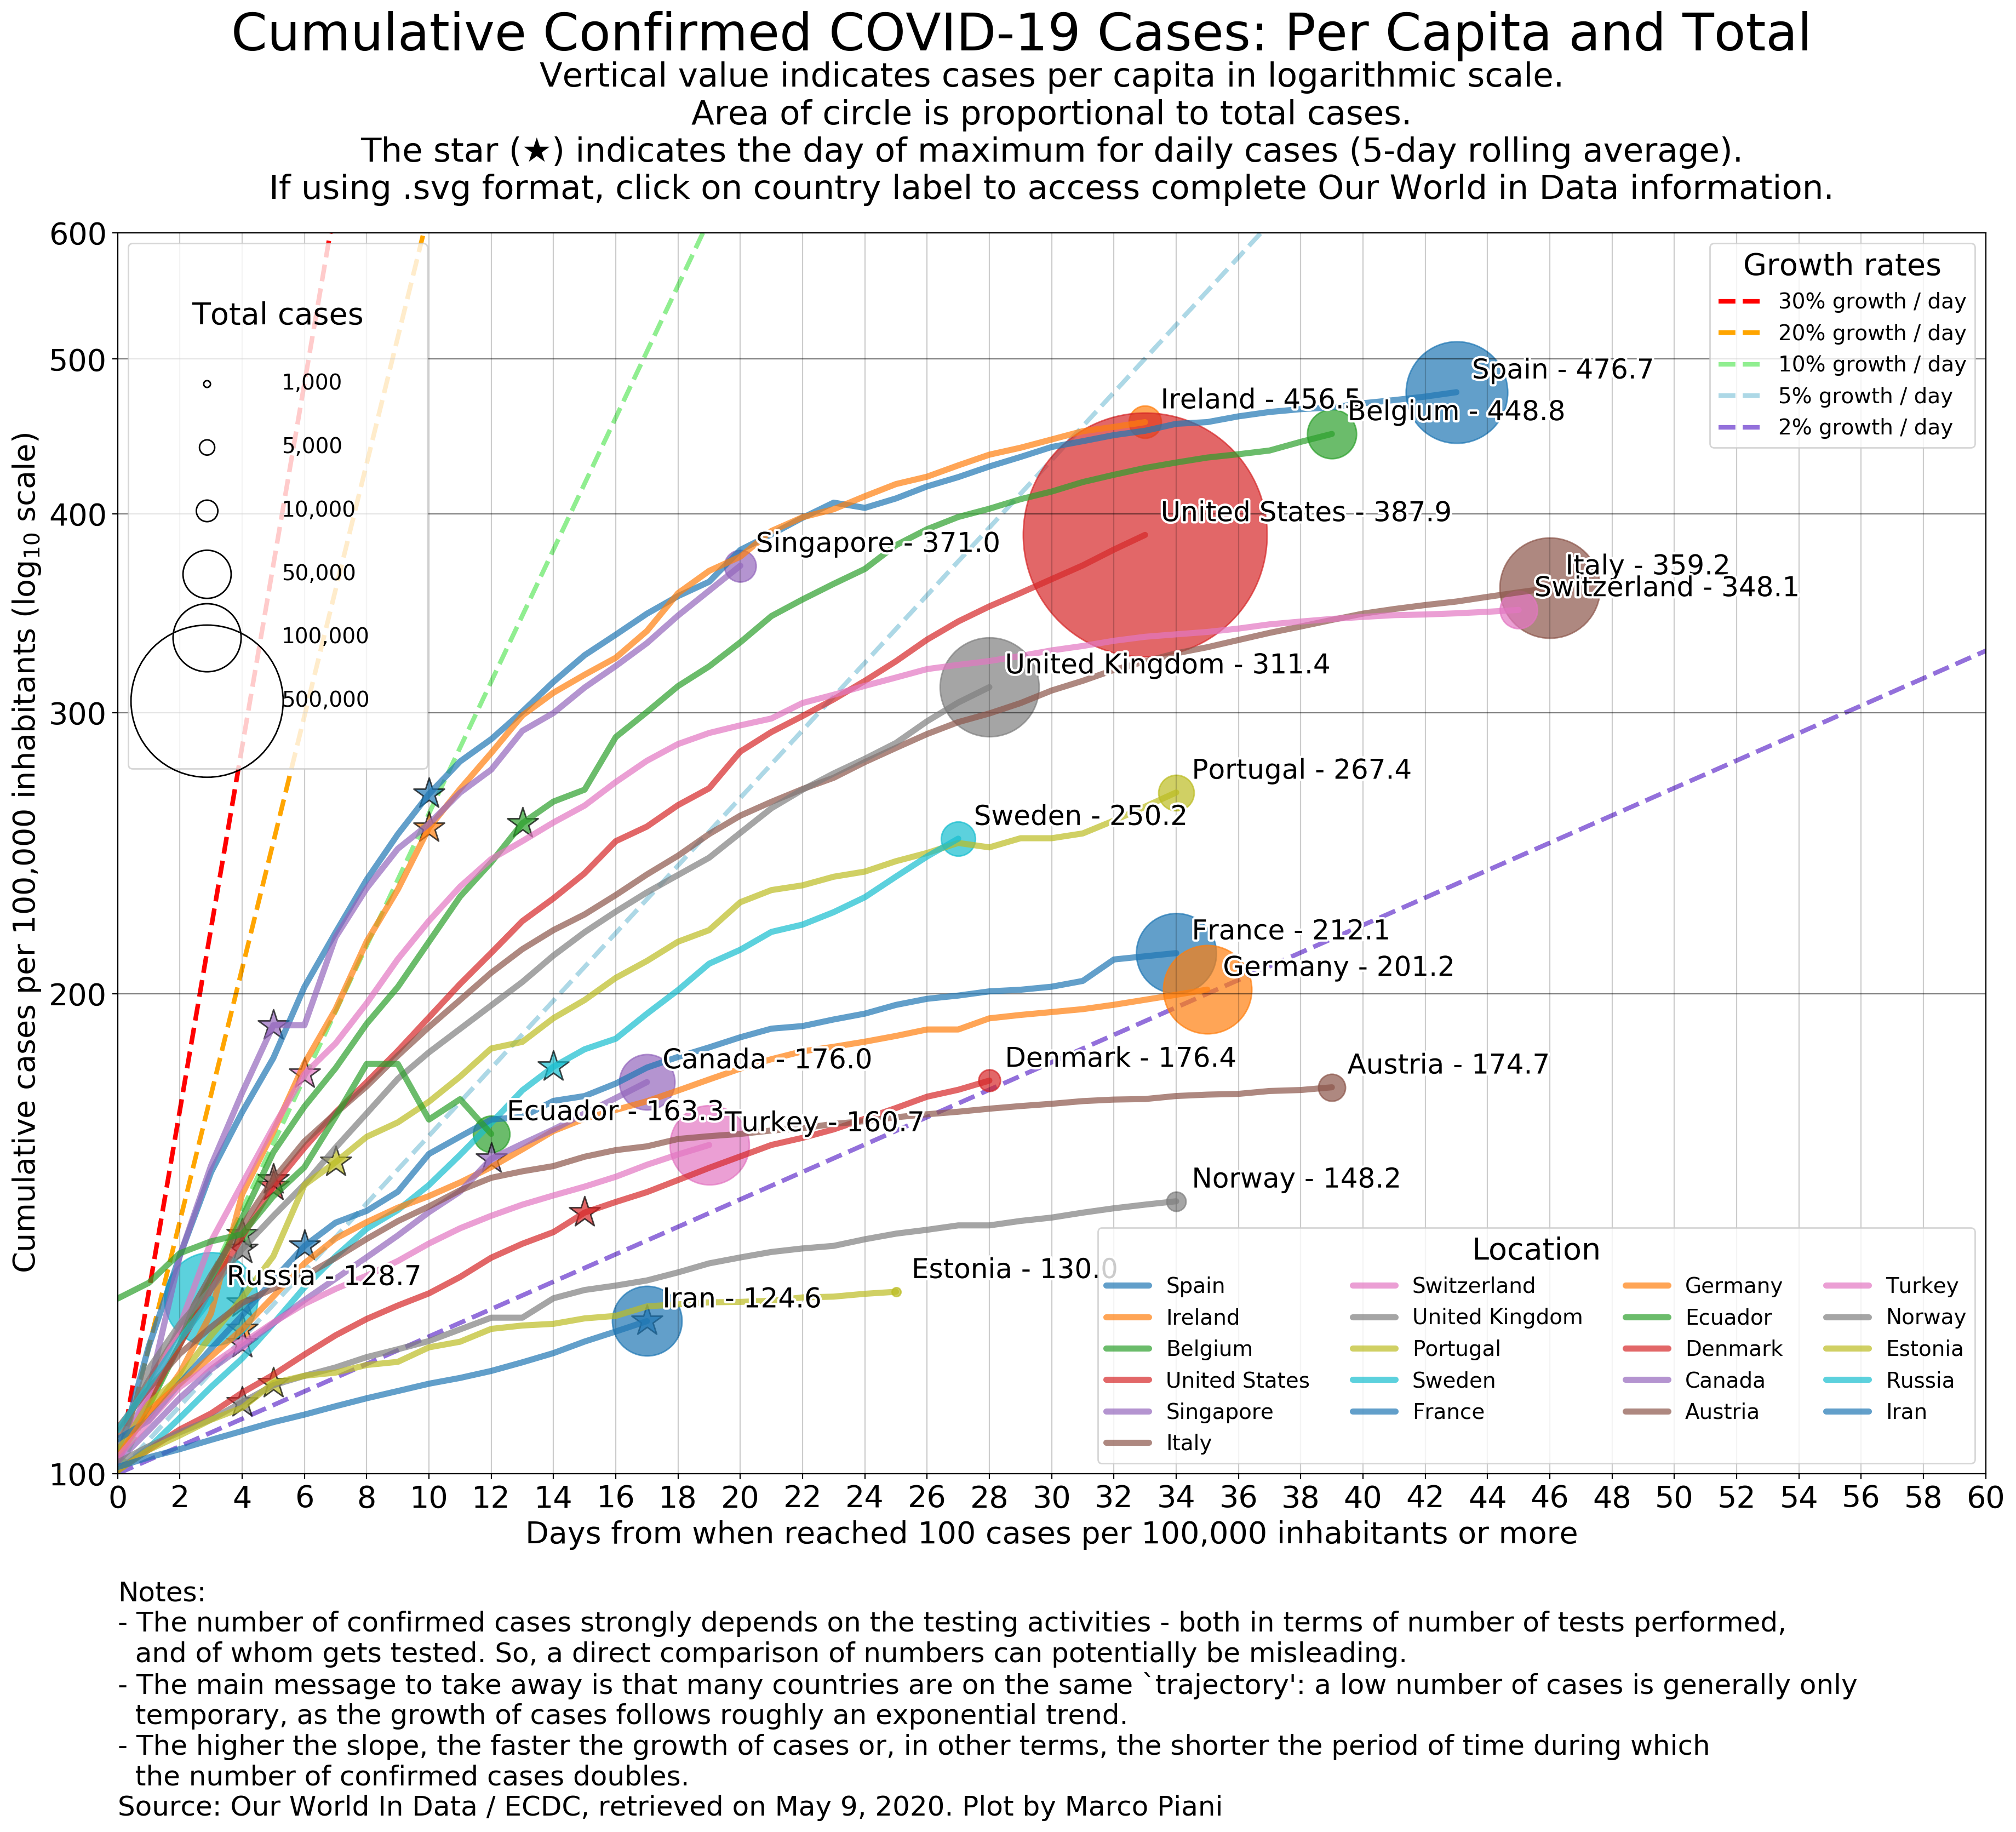 Cumulative Confirmed COVID-19 Cases: Per Capita and Total
Vertical value indicates cases per capita in logarithmic scale.
Area of circle is proportional to total cases.
The star (★) indicates the day of maximum for daily cases (5-day rolling average).
If using .svg format, click on country label to access complete Our World in Data information.
Cumulative cases per 100,000 inhabitants (log₁₀ scale)
600
500
400
300
200
100
Total cases
1,000
5,000
10,000
50,000
100,000
500,000
Growth rates
30% growth / day
20% growth / day
10% growth / day
5% growth / day
2% growth / day
Spain - 476.7
Ireland - 456.5
Belgium - 448.8
United States - 387.9
Singapore - 371.0
Italy - 359.2
Switzerland - 348.1
United Kingdom - 311.4
Portugal - 267.4
Sweden - 250.2
France - 212.1
Germany - 201.2
Canada - 176.0
Denmark - 176.4
Austria - 174.7
Ecuador - 163.3
Turkey - 160.7
Norway - 148.2
Russia - 128.7
Estonia - 130.0
Iran - 124.6
Location
Spain
Ireland
Belgium
United States
Singapore
Italy
Switzerland
United Kingdom
Portugal
Sweden
France
Germany
Ecuador
Denmark
Canada
Austria
Turkey
Norway
Estonia
Russia
Iran
0 2 4 6 8 10 12 14 16 18 20 22 24 26 28 30 32 34 36 38 40 42 44 46 48 50 52 54 56 58 60
Days from when reached 100 cases per 100,000 inhabitants or more
Notes:
- The number of confirmed cases strongly depends on the testing activities - both in terms of number of tests performed,
and of whom gets tested. So, a direct comparison of numbers can potentially be misleading.
- The main message to take away is that many countries are on the same `trajectory': a low number of cases is generally only
temporary, as the growth of cases follows roughly an exponential trend.
- The higher the slope, the faster the growth of cases or, in other terms, the shorter the period of time during which
the number of confirmed cases doubles.
Source: Our World In Data / ECDC, retrieved on May 9, 2020. Plot by Marco Piani